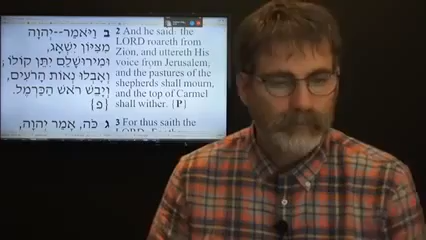 ב וַיֹּאמַר--יְהוָה
מִצִּיּוֹן יִשְׁאָג,
וּמִירוּשָׁלִַם יִתֵּן קוֹלוֹ;
וְאָבְלוּ נְאוֹת הָרֹעִים,
וְיָבֵשׁ רֹאשׁ הַכַּרְמֶל.
{פ}
2 And he said: the
LORD roareth from
Zion, and uttereth His
voice from Jerusalem;
and the pastures of the
shepherds shall mourn,
and the top of Carmel
shall wither. {P}
ג כֹּה, אָמַר יְהוָה,
3 For thus saith the
LORD: For